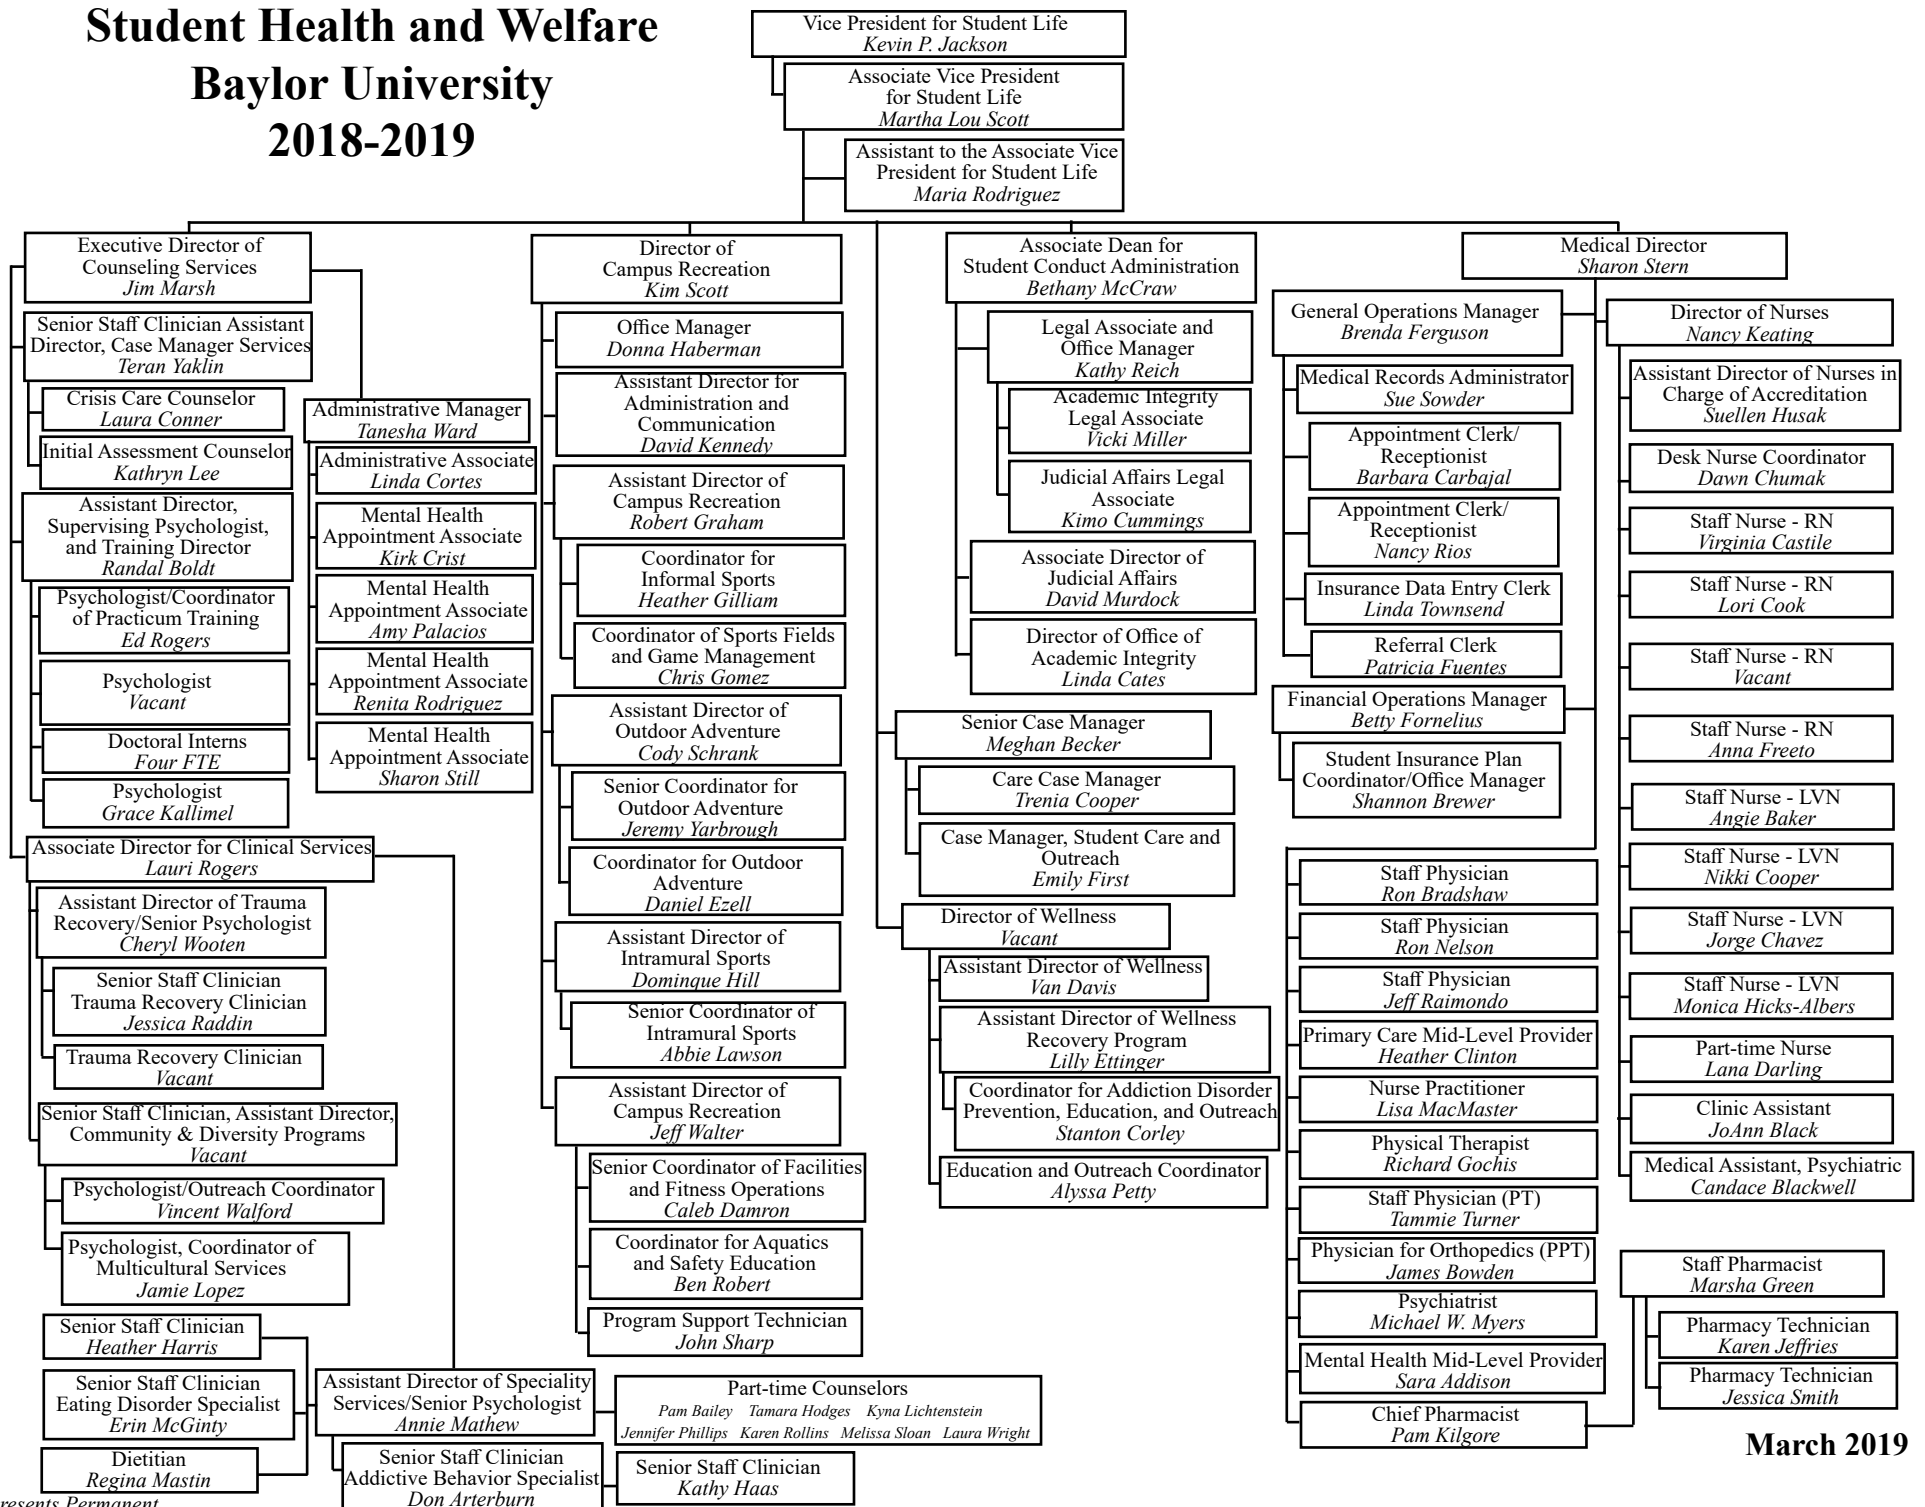 Student Health and Welfare
Baylor University
2018-2019
Vice President for Student Life
Kevin P. Jackson
Associate Vice President
for Student Life
Martha Lou Scott
Assistant to the Associate Vice
President for Student Life
Maria Rodriguez
Executive Director of
Counseling Services
Jim Marsh
Senior Staff Clinician Assistant
Director, Case Manager Services
Teran Yaklin
Crisis Care Counselor
Laura Conner
Initial Assessment Counselor
Kathryn Lee
Assistant Director,
Supervising Psychologist,
and Training Director
Randal Boldt
Psychologist/Coordinator
of Practicum Training
Ed Rogers
Psychologist
Vacant
Doctoral Interns
Four FTE
Psychologist
Grace Kallimel
Administrative Manager
Tanesha Ward
Administrative Associate
Linda Cortes
Mental Health
Appointment Associate
Kirk Crist
Mental Health
Appointment Associate
Amy Palacios
Mental Health
Appointment Associate
Renita Rodriguez
Mental Health
Appointment Associate
Sharon Still
Associate Director for Clinical Services
Lauri Rogers
Assistant Director of Trauma
Recovery/Senior Psychologist
Cheryl Wooten
Senior Staff Clinician
Trauma Recovery Clinician
Jessica Raddin
Trauma Recovery Clinician
Vacant
Senior Staff Clinician, Assistant Director,
Community & Diversity Programs
Vacant
Psychologist/Outreach Coordinator
Vincent Walford
Psychologist, Coordinator of
Multicultural Services
Jamie Lopez
Senior Staff Clinician
Heather Harris
Senior Staff Clinician
Eating Disorder Specialist
Erin McGinty
Dietitian
Regina Mastin
Assistant Director of Speciality
Services/Senior Psychologist
Annie Mathew
Senior Staff Clinician
Addictive Behavior Specialist
Don Arterburn
Part-time Counselors
Pam Bailey Tamara Hodges Kyna Lichtenstein
Jennifer Phillips Karen Rollins Melissa Sloan Laura Wright
Senior Staff Clinician
Kathy Haas
Director of
Campus Recreation
Kim Scott
Office Manager
Donna Haberman
Assistant Director for
Administration and
Communication
David Kennedy
Assistant Director of
Campus Recreation
Robert Graham
Coordinator for
Informal Sports
Heather Gilliam
Coordinator of Sports Fields
and Game Management
Chris Gomez
Assistant Director of
Outdoor Adventure
Cody Schrank
Senior Coordinator for
Outdoor Adventure
Jeremy Yarbrough
Coordinator for Outdoor
Adventure
Daniel Ezell
Assistant Director of
Intramural Sports
Dominque Hill
Senior Coordinator of
Intramural Sports
Abbie Lawson
Assistant Director of
Campus Recreation
Jeff Walter
Senior Coordinator of Facilities
and Fitness Operations
Caleb Damron
Coordinator for Aquatics
and Safety Education
Ben Robert
Program Support Technician
John Sharp
Associate Dean for
Student Conduct Administration
Bethany McCraw
Legal Associate and
Office Manager
Kathy Reich
Academic Integrity
Legal Associate
Vicki Miller
Judicial Affairs Legal
Associate
Kimo Cummings
Associate Director of
Judicial Affairs
David Murdock
Director of Office of
Academic Integrity
Linda Cates
Senior Case Manager
Meghan Becker
Care Case Manager
Trenia Cooper
Case Manager, Student Care and
Outreach
Emily First
Director of Wellness
Vacant
Assistant Director of Wellness
Van Davis
Assistant Director of Wellness
Recovery Program
Lilly Ettinger
Coordinator for Addiction Disorder
Prevention, Education, and Outreach
Stanton Corley
Education and Outreach Coordinator
Alyssa Petty
Medical Director
Sharon Stern
General Operations Manager
Brenda Ferguson
Medical Records Administrator
Sue Sowder
Appointment Clerk/
Receptionist
Barbara Carbajal
Appointment Clerk/
Receptionist
Nancy Rios
Insurance Data Entry Clerk
Linda Townsend
Referral Clerk
Patricia Fuentes
Financial Operations Manager
Betty Fornelius
Student Insurance Plan
Coordinator/Office Manager
Shannon Brewer
Staff Physician
Ron Bradshaw
Staff Physician
Ron Nelson
Staff Physician
Jeff Raimondo
Primary Care Mid-Level Provider
Heather Clinton
Nurse Practitioner
Lisa MacMaster
Physical Therapist
Richard Gochis
Staff Physician (PT)
Tammie Turner
Physician for Orthopedics (PPT)
James Bowden
Psychiatrist
Michael W. Myers
Mental Health Mid-Level Provider
Sara Addison
Chief Pharmacist
Pam Kilgore
Director of Nurses
Nancy Keating
Assistant Director of Nurses in
Charge of Accreditation
Suellen Husak
Desk Nurse Coordinator
Dawn Chumak
Staff Nurse - RN
Virginia Castile
Staff Nurse - RN
Lori Cook
Staff Nurse - RN
Vacant
Staff Nurse - RN
Anna Freeto
Staff Nurse - LVN
Angie Baker
Staff Nurse - LVN
Nikki Cooper
Staff Nurse - LVN
Jorge Chavez
Staff Nurse - LVN
Monica Hicks-Albers
Part-time Nurse
Lana Darling
Clinic Assistant
JoAnn Black
Medical Assistant, Psychiatric
Candace Blackwell
Staff Pharmacist
Marsha Green
Pharmacy Technician
Karen Jeffries
Pharmacy Technician
Jessica Smith
March 2019